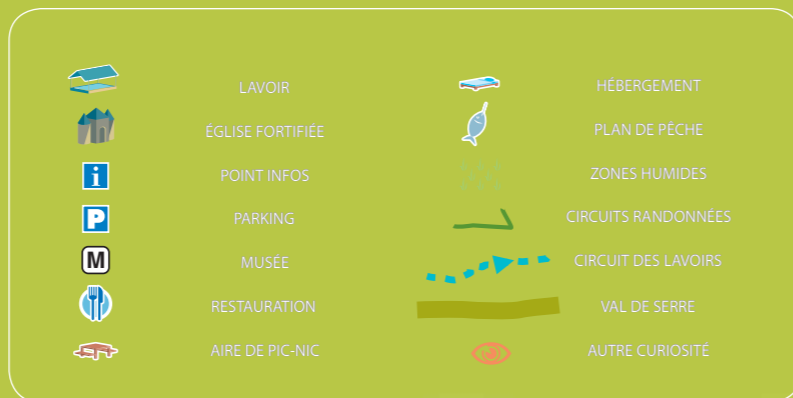 LAVOIR
ÉGLISE FORTIFIÉE
i
POINT INFOS
P
PARKING
M
MUSÉE
RESTAURATION
AIRE DE PIC-NIC
HÉBERGEMENT
PLAN DE PÊCHE
ZONES HUMIDES
CIRCUITS RANDONNÉES
CIRCUIT DES LAVOIRS
VAL DE SERRE
AUTRE CURIOSITÉ